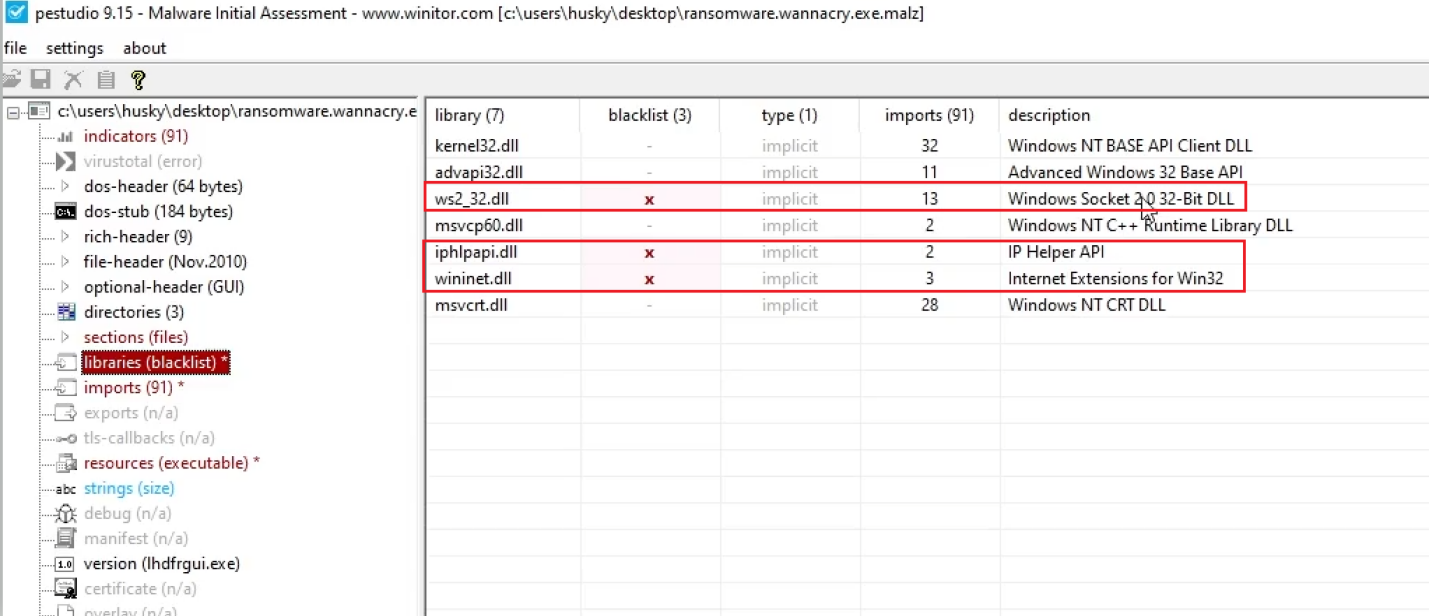 pestudio 9.15 - Malware Initial Assessment - www.winitor.com [c:\users\husky\desktop\ransomware.wannacry.exe.malz]
file settings about
c:\users\husky\desktop\ransomware.wannacry.e
indicators (91)
virustotal (error)
dos-header (64 bytes)
dos-stub (184 bytes)
rich-header (9)
file-header (Nov.2010)
optional-header (GUI)
directories (3)
sections (files)
libraries (blacklist) *
imports (91) *
exports (n/a)
tls-callbacks (n/a)
resources (executable) *
abc strings (size)
debug (n/a)
manifest (n/a)
1.0 version (lhdfrgui.exe)
certificate (n/a)
overlay (n/a)
library (7) blacklist (3) type (1) imports (91) description
kernel32.dll - implicit 32 Windows NT BASE API Client DLL
advapi32.dll - implicit 11 Advanced Windows 32 Base API
ws2_32.dll x implicit 13 Windows Socket 2.0 32-Bit DLL
msvcp60.dll - implicit 2 Windows NT C++ Runtime Library DLL
iphlpapi.dll x implicit 2 IP Helper API
wininet.dll x implicit 3 Internet Extensions for Win32
msvcrt.dll - implicit 28 Windows NT CRT DLL